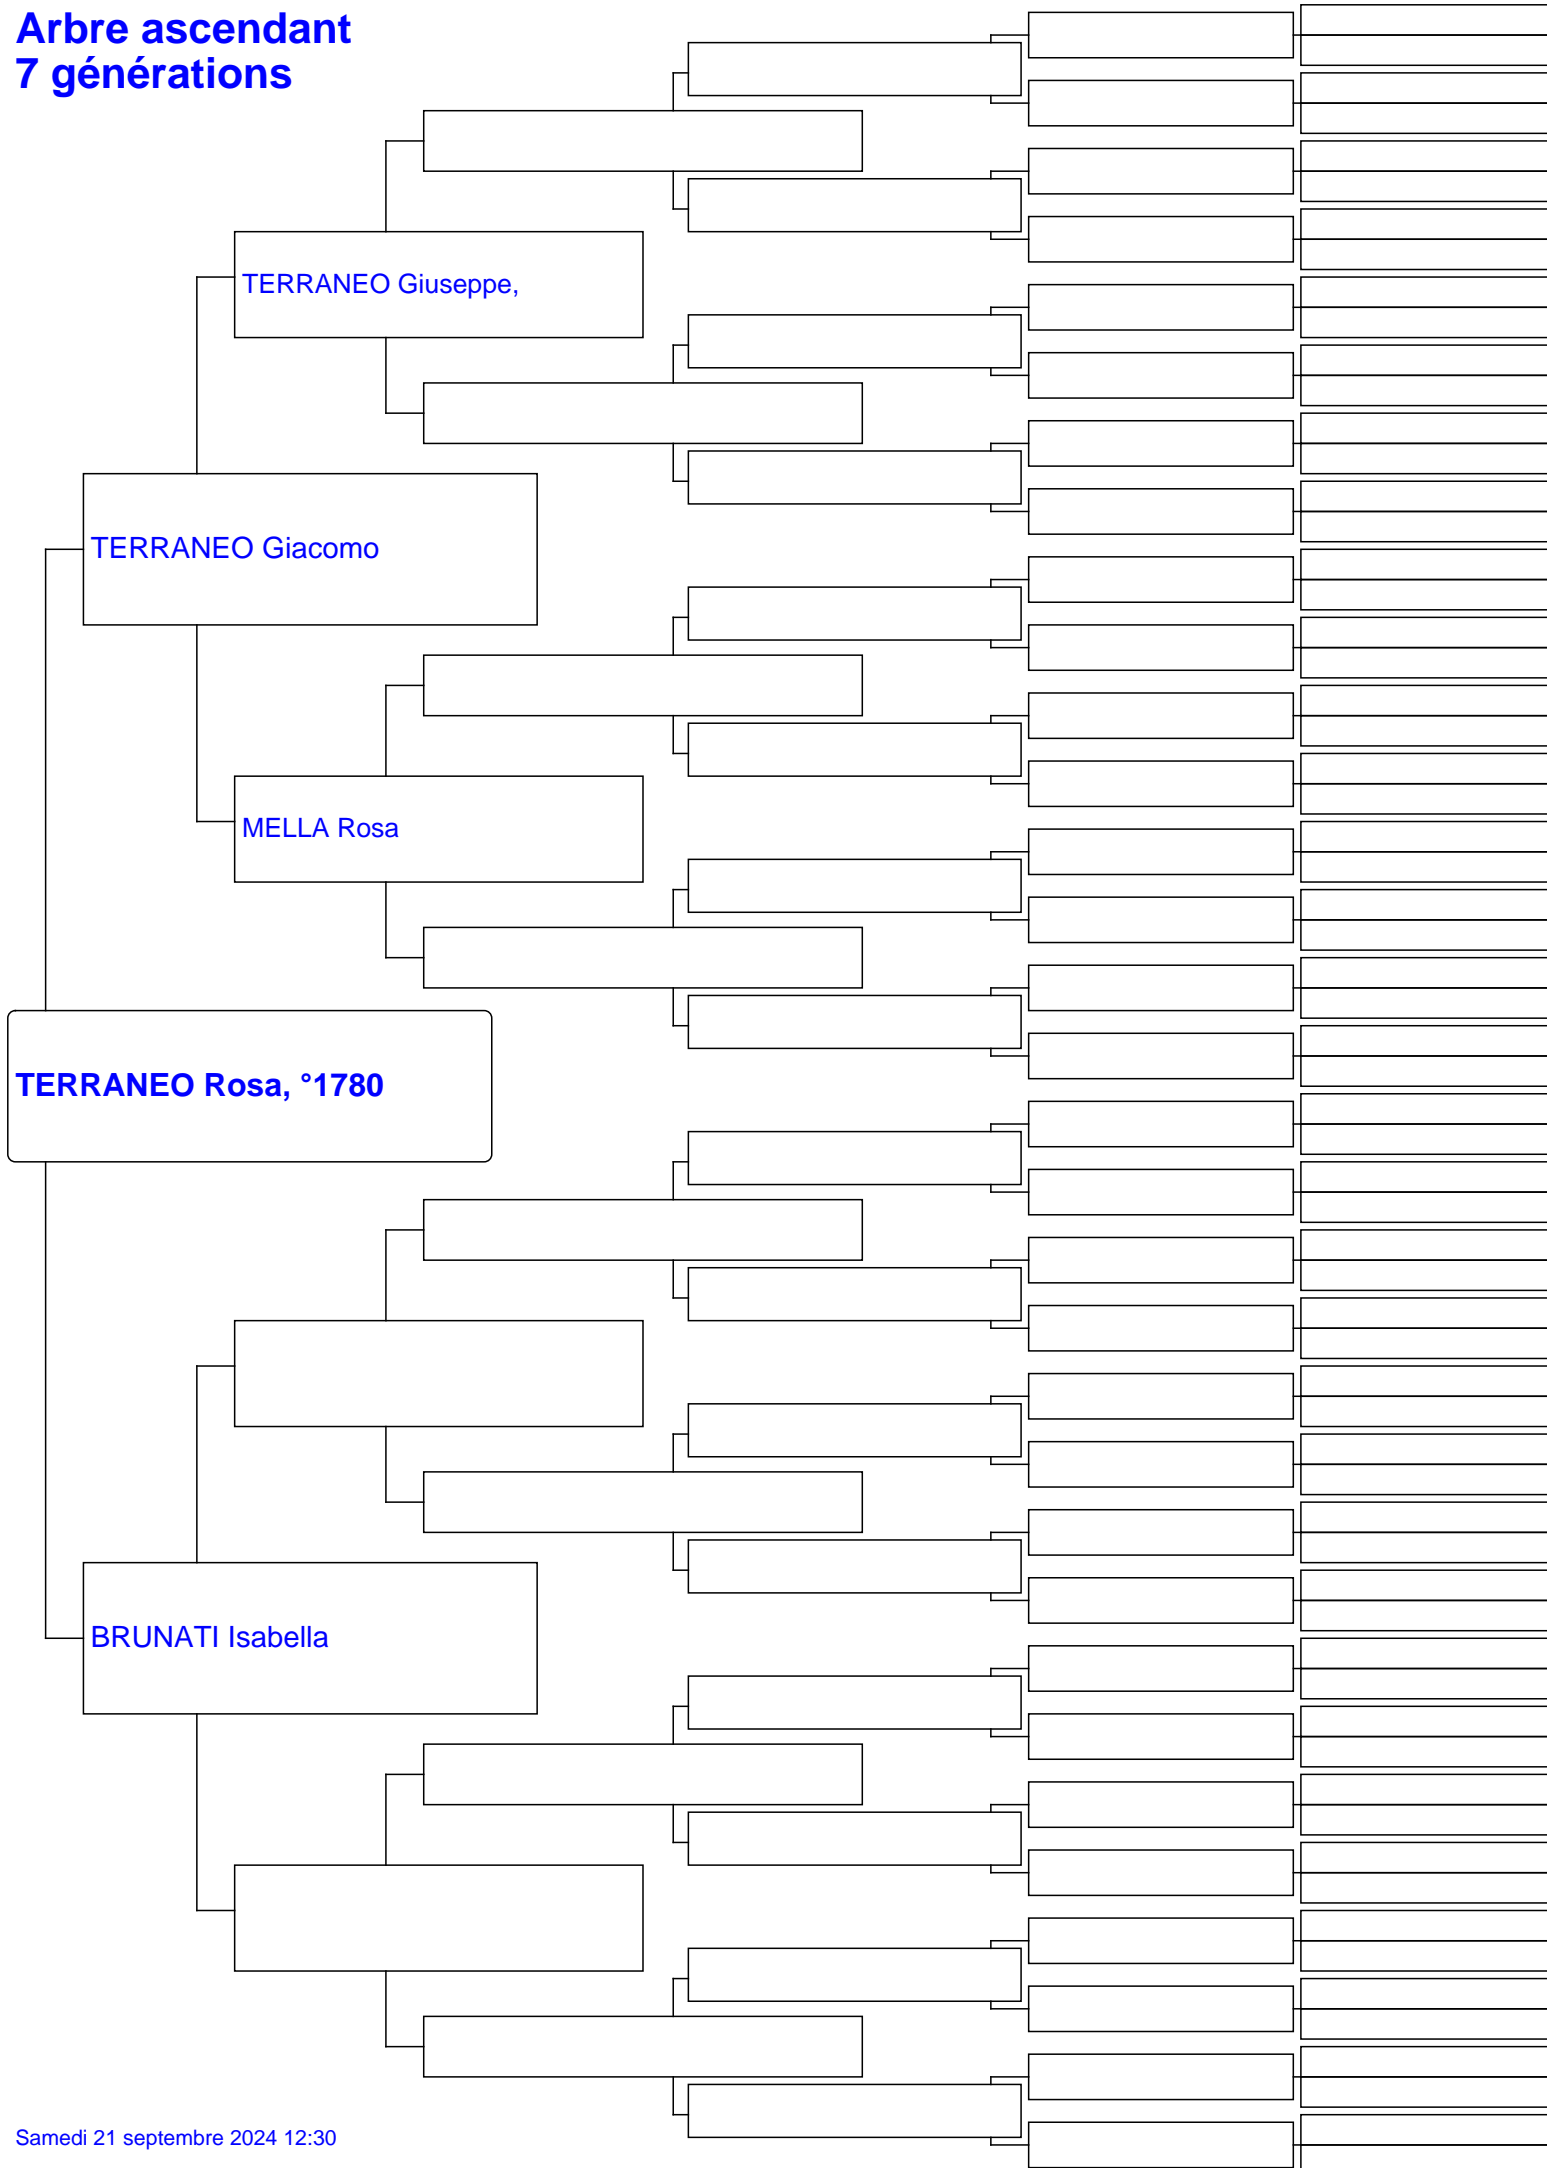 Arbre ascendant
7 générations
TERRANEO Giuseppe,
TERRANEO Giacomo
MELLA Rosa
TERRANEO Rosa, °1780
BRUNATI Isabella
Samedi 21 septembre 2024 12:30